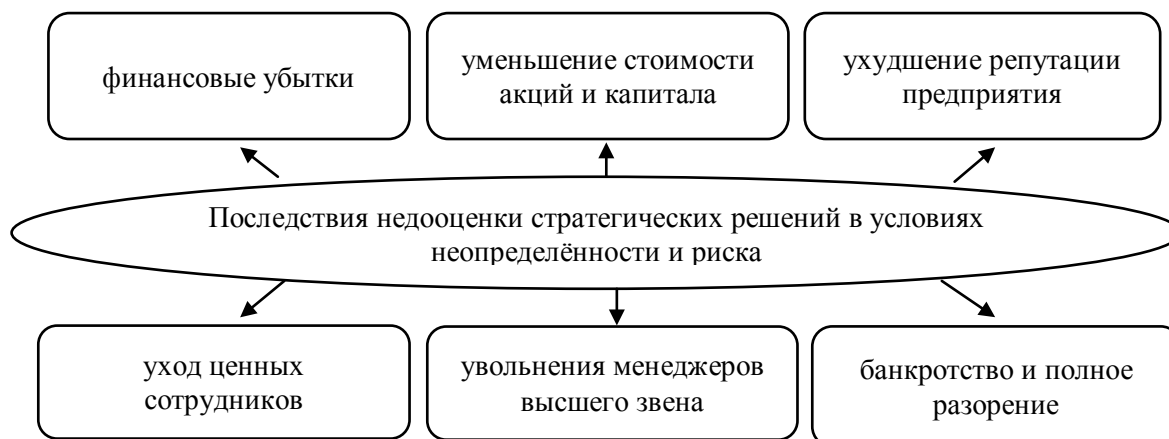 финансовые убытки
уменьшение стоимости
акций и капитала
ухудшение репутации
предприятия
Последствия недооценки стратегических решений в условиях
неопределённости и риска
уход ценных
сотрудников
увольнения менеджеров
высшего звена
банкротство и полное
разорение